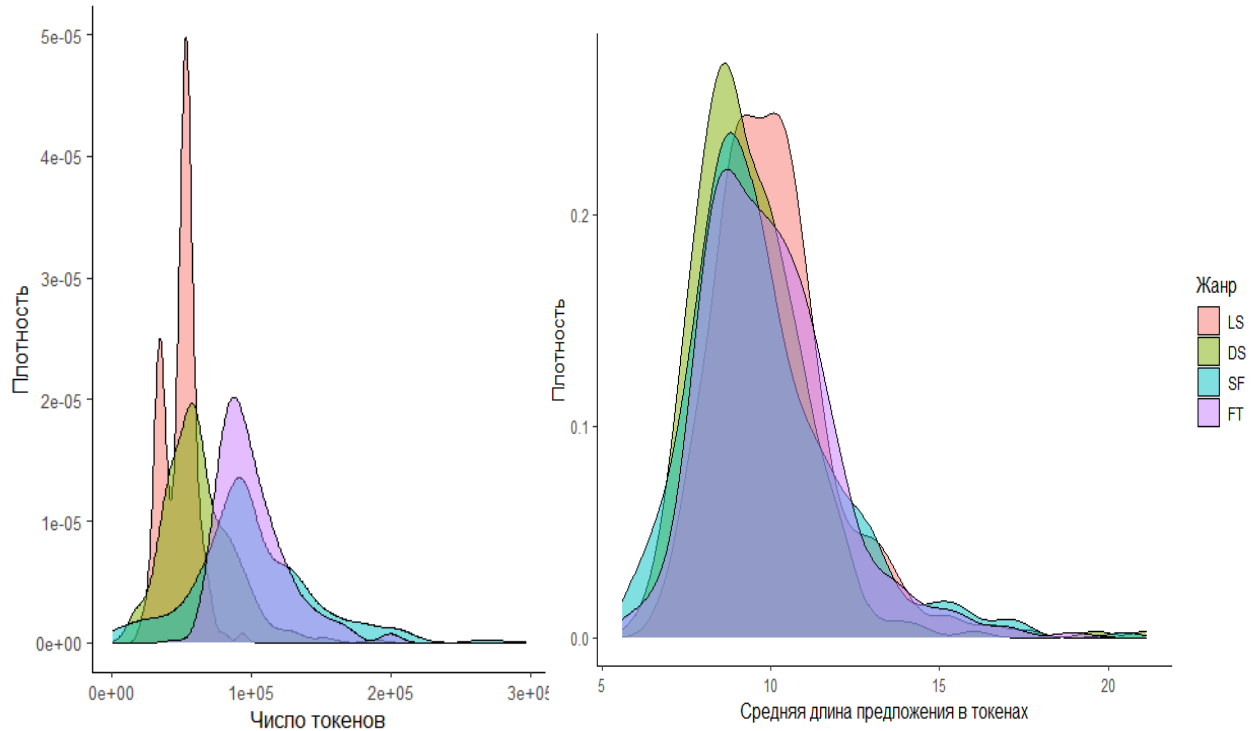 Плотность
5e-05
4e-05
3e-05
2e-05
1e-05
0e+00
0e+00 1e+05 2e+05 3e+05
Число токенов
Плотность
0.2
0.1
0.0
5 10 15 20
Средняя длина предложения в токенах
Жанр
LS
DS
SF
FT